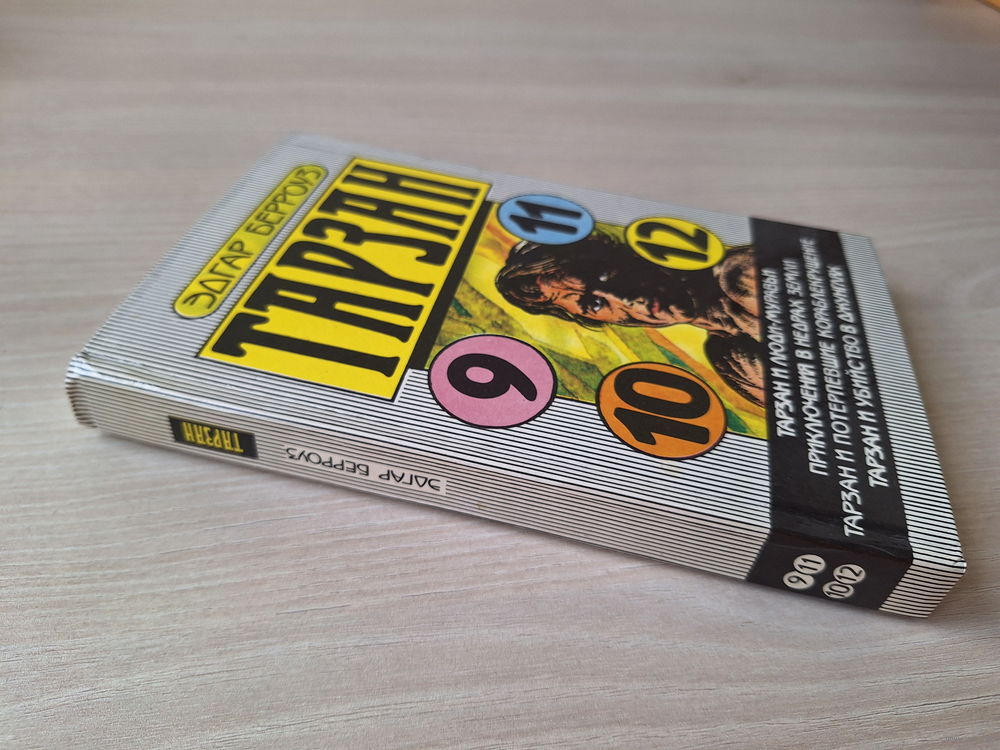 ЭДГАР БЕРРОУЗ
ТАРЗАН
11
12
9
10
ТАРЗАН И ЛЮДИ-МУРАВЬИ
ПРИКЛЮЧЕНИЯ В НЕДРАХ ЗЕМЛИ
ТАРЗАН И ПОТЕРПЕВШИЕ КОРАБЛЕКРУШЕНИЕ
ТАРЗАН И УБИЙСТВО В ДЖУНГЛЯХ
ТАРЗАН
ЭДГАР БЕРРОУЗ
9 11
10 12